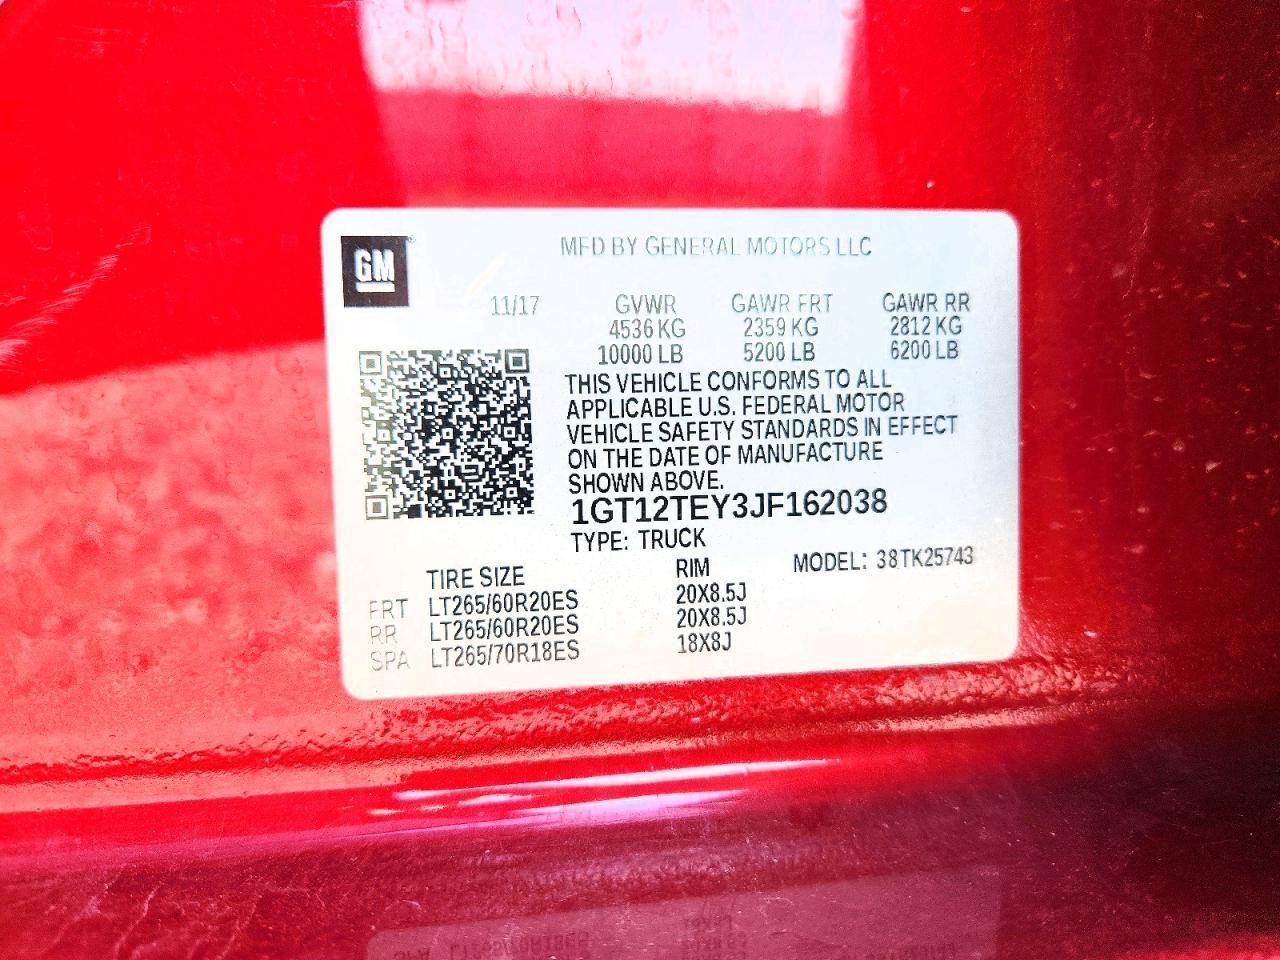 GM
MFD BY GENERAL MOTORS LLC
11/17 GVWR GAWR FRT GAWR RR
4536 KG 2359 KG 2812 KG
10000 LB 5200 LB 6200 LB
THIS VEHICLE CONFORMS TO ALL
APPLICABLE U.S. FEDERAL MOTOR
VEHICLE SAFETY STANDARDS IN EFFECT
ON THE DATE OF MANUFACTURE
SHOWN ABOVE.
1GT12TEY3JF162038
TYPE: TRUCK
MODEL: 38TK25743
TIRE SIZE RIM
FRT LT265/60R20ES 20X8.5J
RR LT265/60R20ES 20X8.5J
SPA LT265/70R18ES 18X8J